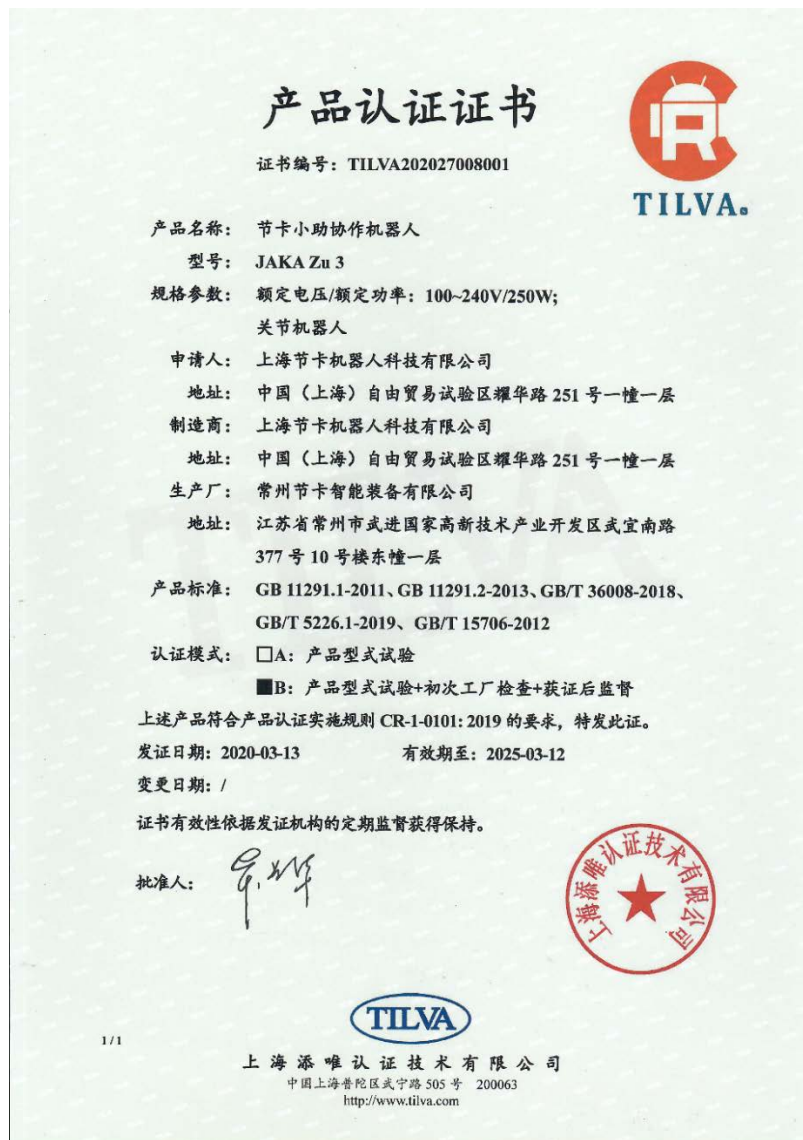 产品认证证书
证书编号：TILVA202027008001
R
TILVA®
产品名称： 节卡小助协作机器人
型号： JAKA Zu 3
规格参数： 额定电压/额定功率：100~240V/250W;
关节机器人
申请人： 上海节卡机器人科技有限公司
地址： 中国（上海）自由贸易试验区耀华路 251 号一幢一层
制造商： 上海节卡机器人科技有限公司
地址： 中国（上海）自由贸易试验区耀华路 251 号一幢一层
生产厂： 常州节卡智能装备有限公司
地址： 江苏省常州市武进国家高新技术产业开发区武宜南路
377 号 10 号楼东幢一层
产品标准： GB 11291.1-2011、GB 11291.2-2013、GB/T 36008-2018、
GB/T 5226.1-2019、GB/T 15706-2012
认证模式： □A：产品型式试验
■B：产品型式试验+初次工厂检查+获证后监督
上述产品符合产品认证实施规则 CR-1-0101: 2019 的要求，特发此证。
发证日期：2020-03-13 有效期至：2025-03-12
变更日期：/
证书有效性依据发证机构的定期监督获得保持。
批准人：
上海添唯认证技术有限公司
TILVA
1 / 1
上海添唯认证技术有限公司
中国上海普陀区武宁路 505 号 200063
http://www.tilva.com